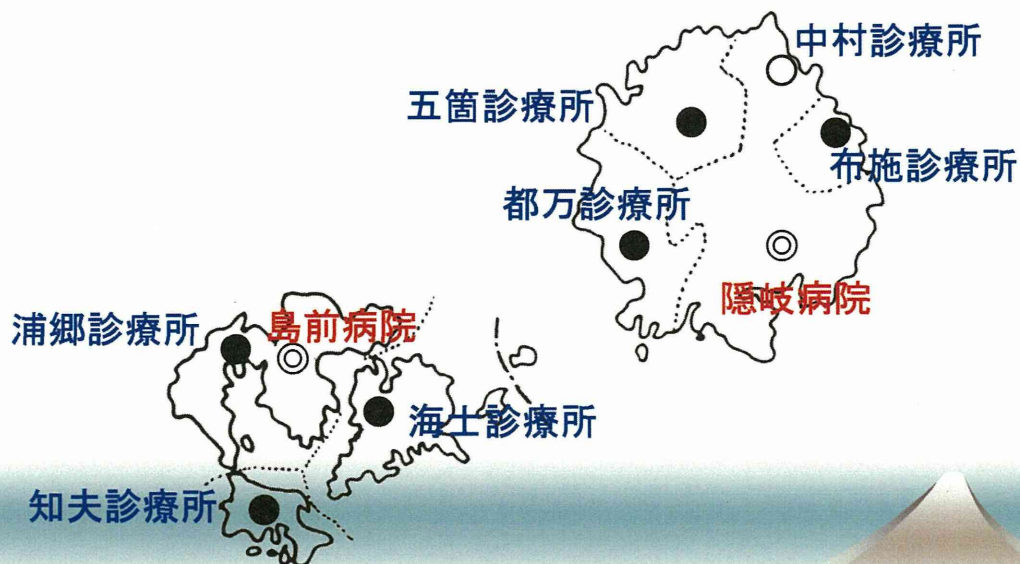 中村診療所
五箇診療所
布施診療所
都万診療所
隠岐病院
浦郷診療所
島前病院
海士診療所
知夫診療所